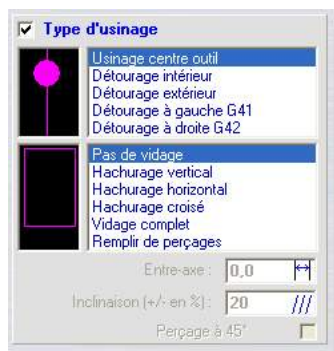 Type d'usinage
Usinage centre outil
Détourage intérieur
Détourage extérieur
Détourage à gauche G41
Détourage à droite G42
Pas de vidage
Hachurage vertical
Hachurage horizontal
Hachurage croisé
Vidage complet
Remplir de perçages
Entre-axe : 0,0
Inclinaison (+/- en %) : 20
Perçage à 45°